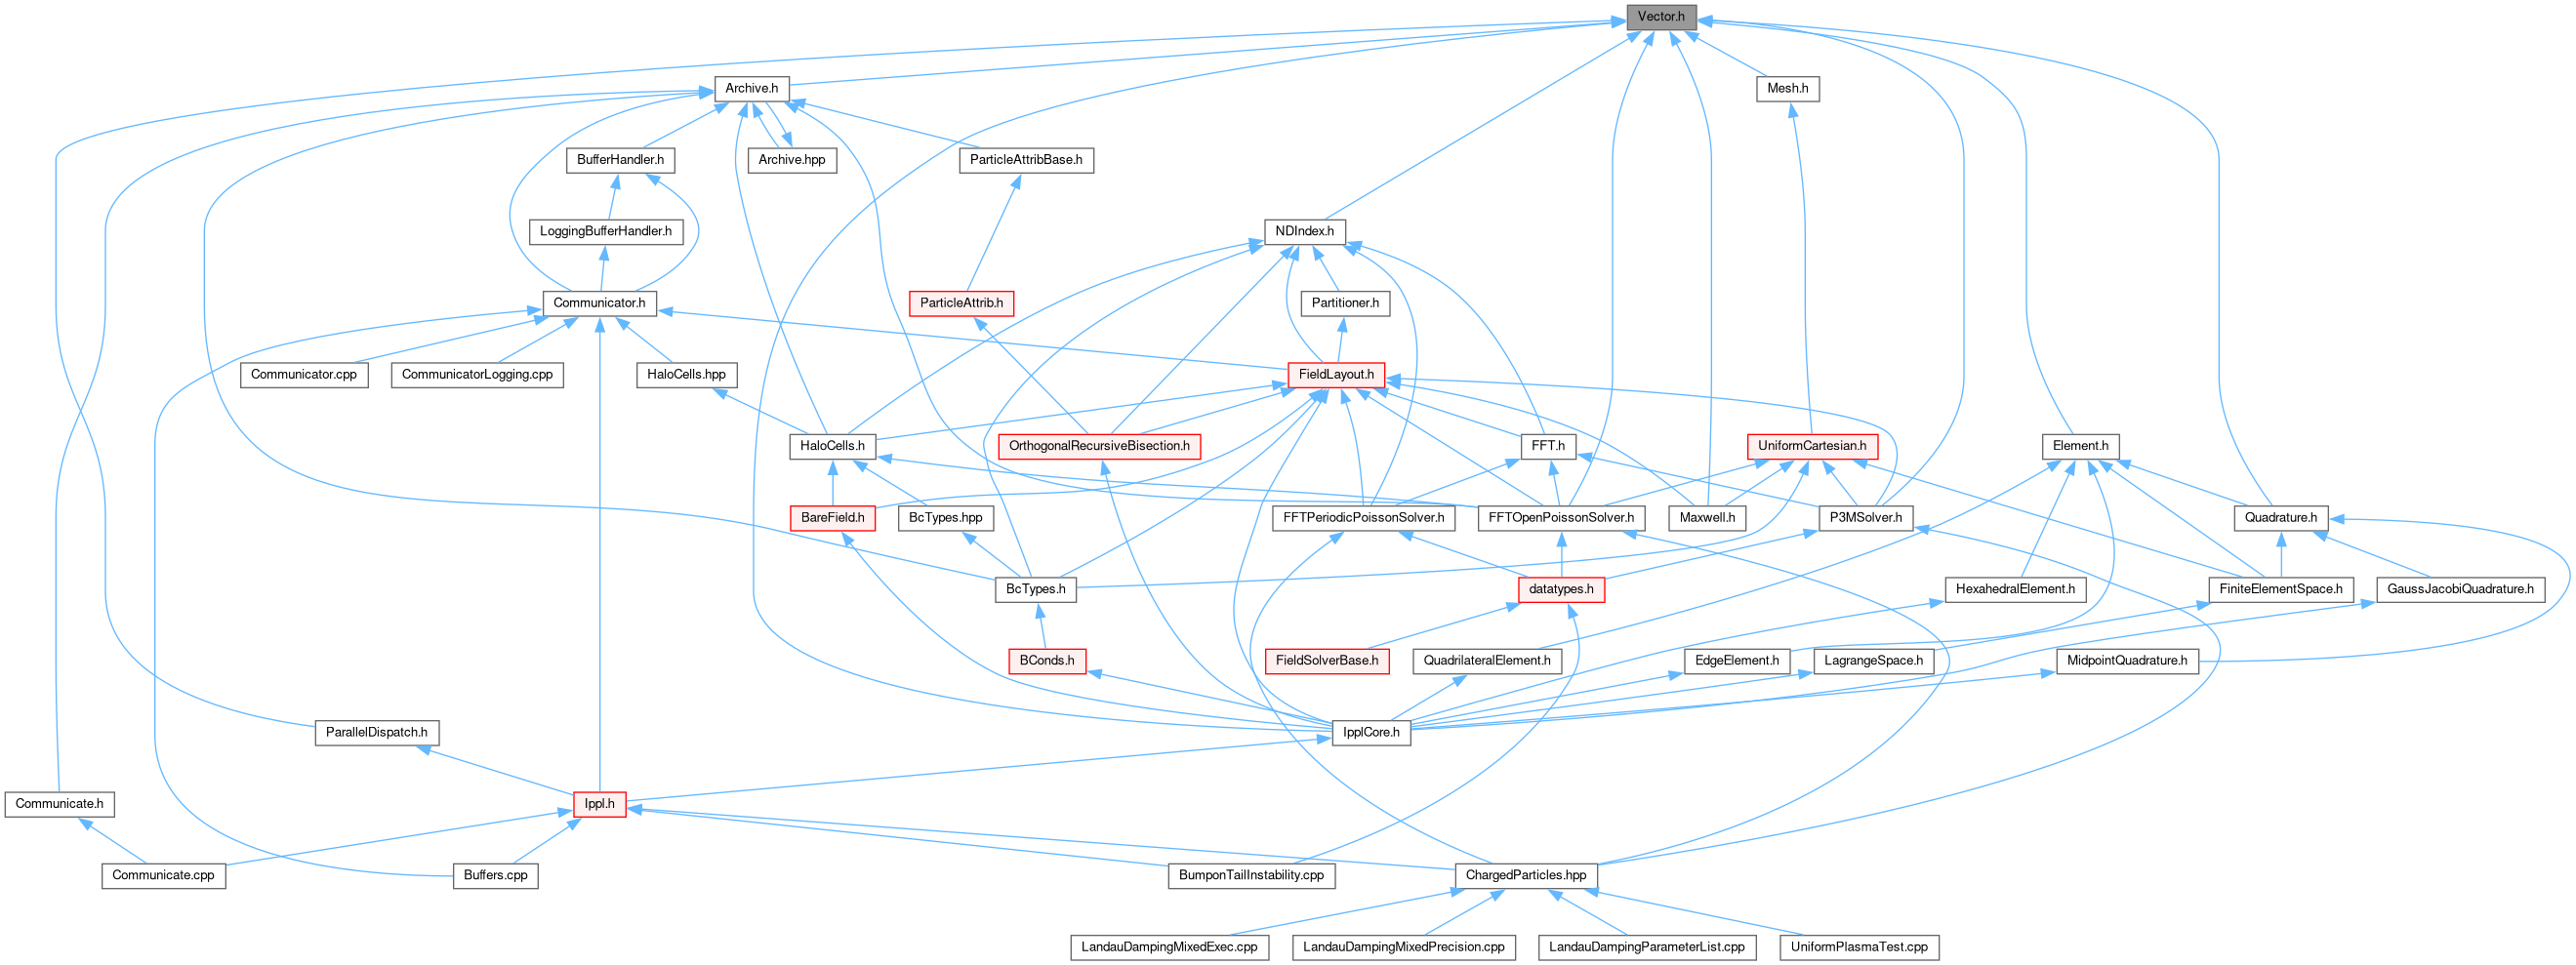 Vector.h
Archive.h
Mesh.h
BufferHandler.h
Archive.hpp
ParticleAttribBase.h
LoggingBufferHandler.h
NDIndex.h
Communicator.h
ParticleAttrib.h
Partitioner.h
Communicator.cpp
CommunicatorLogging.cpp
HaloCells.hpp
FieldLayout.h
HaloCells.h
OrthogonalRecursiveBisection.h
FFT.h
UniformCartesian.h
Element.h
BareField.h
BcTypes.hpp
FFTPeriodicPoissonSolver.h
FFTOpenPoissonSolver.h
Maxwell.h
P3MSolver.h
Quadrature.h
BcTypes.h
datatypes.h
HexahedralElement.h
FiniteElementSpace.h
GaussJacobiQuadrature.h
BConds.h
FieldSolverBase.h
QuadrilateralElement.h
EdgeElement.h
LagrangeSpace.h
MidpointQuadrature.h
ParallelDispatch.h
IpplCore.h
Communicate.h
Ippl.h
Communicate.cpp
Buffers.cpp
BumponTailInstability.cpp
ChargedParticles.hpp
LandauDampingMixedExec.cpp
LandauDampingMixedPrecision.cpp
LandauDampingParameterList.cpp
UniformPlasmaTest.cpp